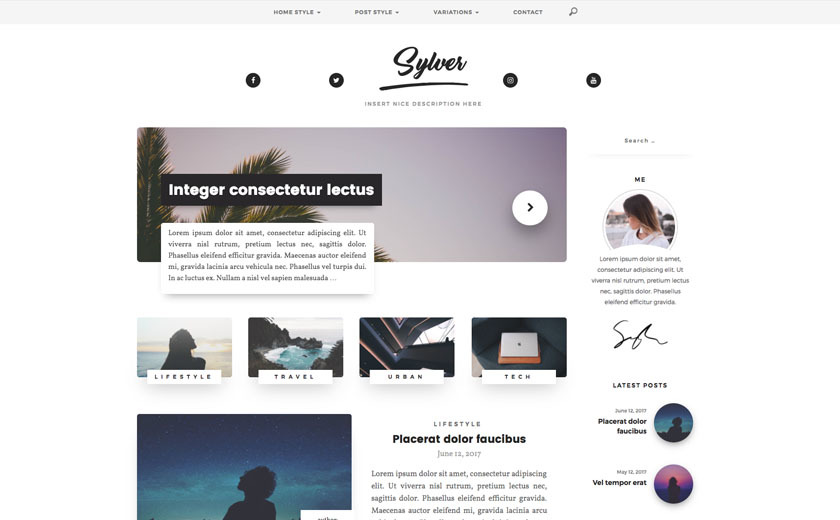 HOME STYLE
POST STYLE
VARIATIONS
CONTACT
Sylver
INSERT NICE DESCRIPTION HERE
Integer consectetur lectus
Lorem ipsum dolor sit amet, consectetur adipiscing elit. Ut
viverra nisl rutrum, pretium lectus nec, sagittis dolor.
Phasellus eleifend efficitur gravida. Maecenas auctor eleifend
mi, gravida lacinia arcu vehicula nec. Phasellus vel turpis dui.
In ac luctus ex. Nullam a nisl vel sapien malesuada ...
LIFESTYLE
TRAVEL
URBAN
TECH
LIFESTYLE
Placerat dolor faucibus
June 12, 2017
Lorem ipsum dolor sit amet, consectetur adipiscing
elit. Ut viverra nisl rutrum, pretium lectus nec,
sagittis dolor. Phasellus eleifend efficitur gravida.
Maecenas auctor eleifend mi, gravida lacinia arcu
author
Search ..
ME
Lorem ipsum dolor sit amet,
consectetur adipiscing elit. Ut
viverra nisl rutrum, pretium lectus
nec, sagittis dolor. Phasellus
eleifend efficitur gravida.
LATEST POSTS
June 12, 2017
Placerat dolor
faucibus
May 12, 2017
Vel tempor erat